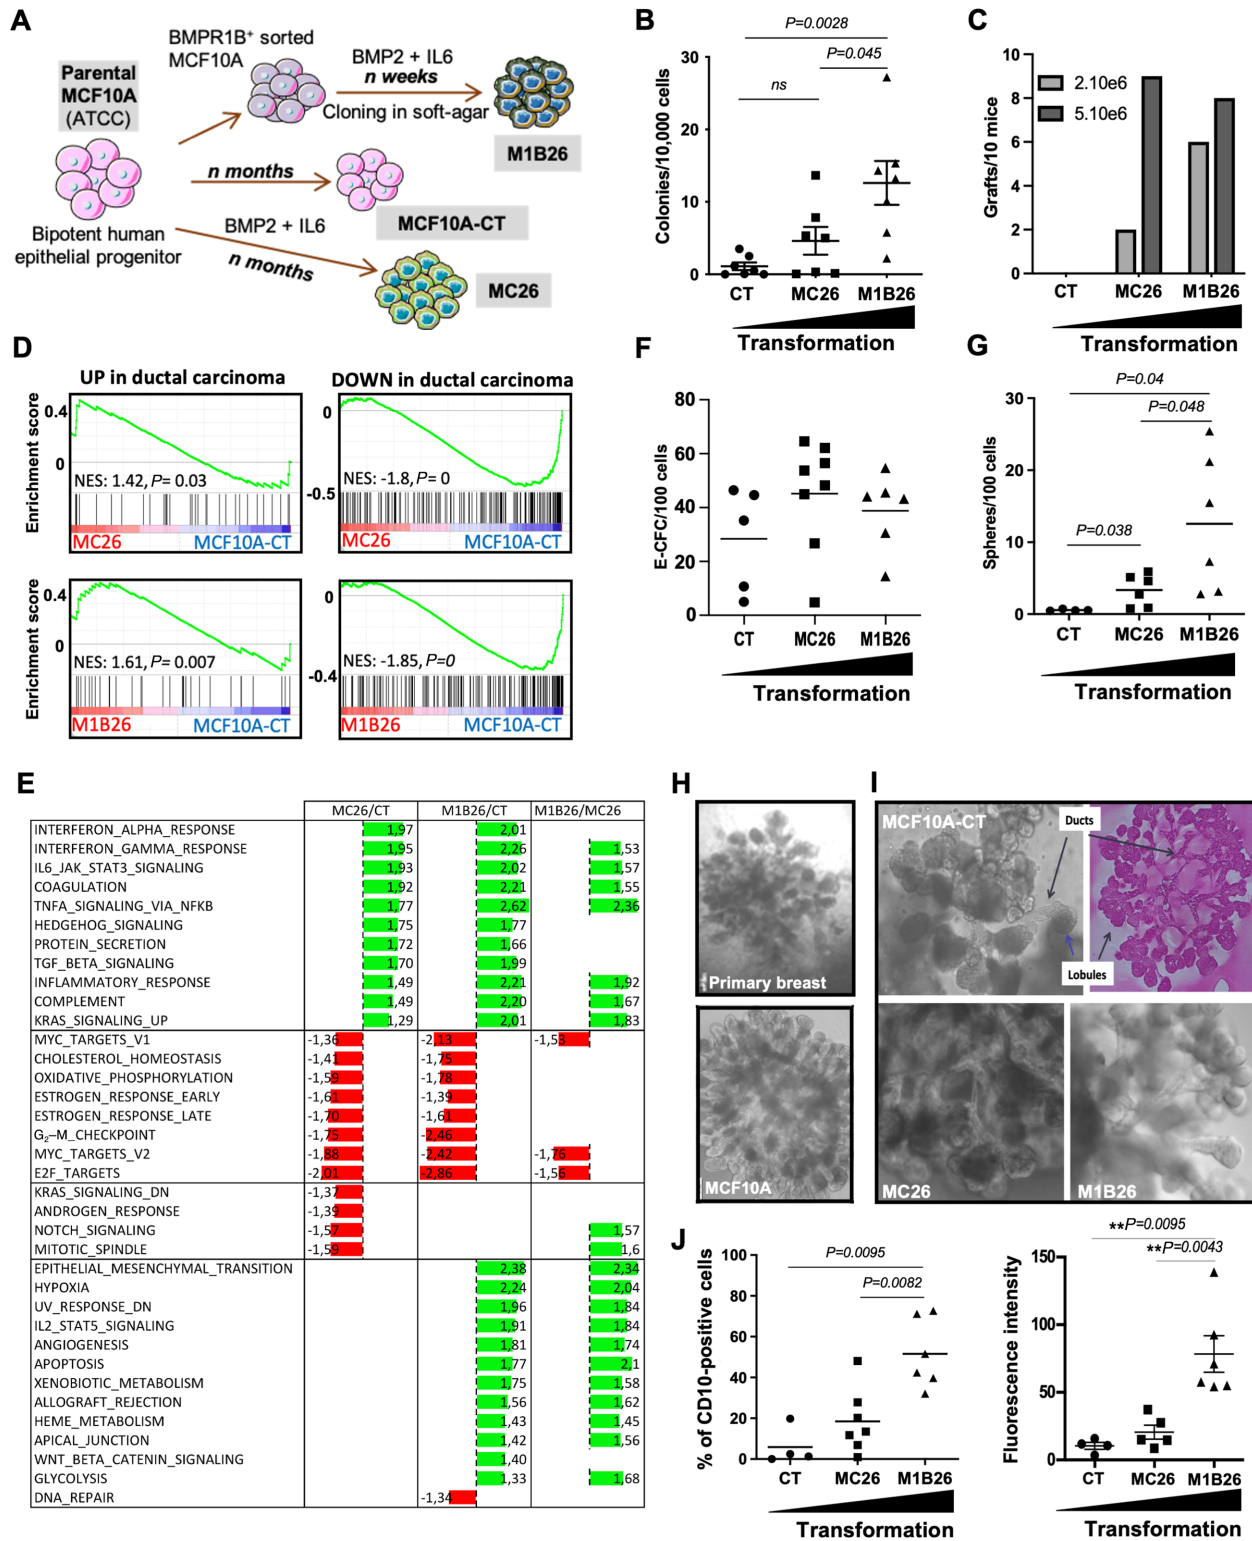 A
Parental
MCF10A
(ATCC)
Bipotent human
epithelial progenitor
BMPR1B⁺ sorted
MCF10A
BMP2 + IL6
n weeks
Cloning in soft-agar
M1B26
n months
MCF10A-CT
BMP2 + IL6
n months
MC26
B
P=0.0028
P=0.045
ns
Colonies/10,000 cells
30
20
10
0
CT
MC26
M1B26
Transformation
C
2.10e6
5.10e6
Grafts/10 mice
10
8
6
4
2
0
CT
MC26
M1B26
Transformation
D
UP in ductal carcinoma
DOWN in ductal carcinoma
Enrichment score
0.4
0
NES: 1.42, P= 0.03
MC26
MCF10A-CT
0
-0.5
NES: -1.8, P= 0
MC26
MCF10A-CT
Enrichment score
0.4
0
NES: 1.61, P= 0.007
M1B26
MCF10A-CT
0
-0.4
NES: -1.85, P=0
M1B26
MCF10A-CT
F
E-CFC/100 cells
80
60
40
20
0
CT
MC26
M1B26
Transformation
G
P=0.04
P=0.048
P=0.038
Spheres/100 cells
30
20
10
0
CT
MC26
M1B26
Transformation
E
MC26/CT M1B26/CT M1B26/MC26
INTERFERON_ALPHA_RESPONSE 1,97 2,01
INTERFERON_GAMMA_RESPONSE 1,95 2,26 1,53
IL6_JAK_STAT3_SIGNALING 1,93 2,02 1,57
COAGULATION 1,92 2,21 1,55
TNFA_SIGNALING_VIA_NFKB 1,77 2,62 2,36
HEDGEHOG_SIGNALING 1,75 1,77
PROTEIN_SECRETION 1,72 1,66
TGF_BETA_SIGNALING 1,70 1,99
INFLAMMATORY_RESPONSE 1,49 2,21 1,92
COMPLEMENT 1,49 2,20 1,67
KRAS_SIGNALING_UP 1,29 2,01 1,83
MYC_TARGETS_V1 -1,36 -2,13 -1,53
CHOLESTEROL_HOMEOSTASIS -1,41 -1,75
OXIDATIVE_PHOSPHORYLATION -1,59 -1,78
ESTROGEN_RESPONSE_EARLY -1,61 -1,39
ESTROGEN_RESPONSE_LATE -1,70 -1,61
G₂–M_CHECKPOINT -1,75 -2,46
MYC_TARGETS_V2 -1,88 -2,42 -1,76
E2F_TARGETS -2,01 -2,86 -1,56
KRAS_SIGNALING_DN -1,37
ANDROGEN_RESPONSE -1,39
NOTCH_SIGNALING -1,57 1,57
MITOTIC_SPINDLE -1,59 1,6
EPITHELIAL_MESENCHYMAL_TRANSITION 2,38 2,34
HYPOXIA 2,24 2,04
UV_RESPONSE_DN 1,96 1,84
IL2_STAT5_SIGNALING 1,91 1,84
ANGIOGENESIS 1,81 1,74
APOPTOSIS 1,77 2,1
XENOBIOTIC_METABOLISM 1,75 1,58
ALLOGRAFT_REJECTION 1,56 1,62
HEME_METABOLISM 1,43 1,45
APICAL_JUNCTION 1,42 1,56
WNT_BETA_CATENIN_SIGNALING 1,40
GLYCOLYSIS 1,33 1,68
DNA_REPAIR -1,34
H
Primary breast
MCF10A
I
MCF10A-CT
Ducts
Lobules
MC26
M1B26
J
P=0.0095
P=0.0082
% of CD10-positive cells
100
80
60
40
20
0
CT
MC26
M1B26
Transformation
**P=0.0095
**P=0.0043
Fluorescence intensity
150
100
50
0
CT
MC26
M1B26
Transformation